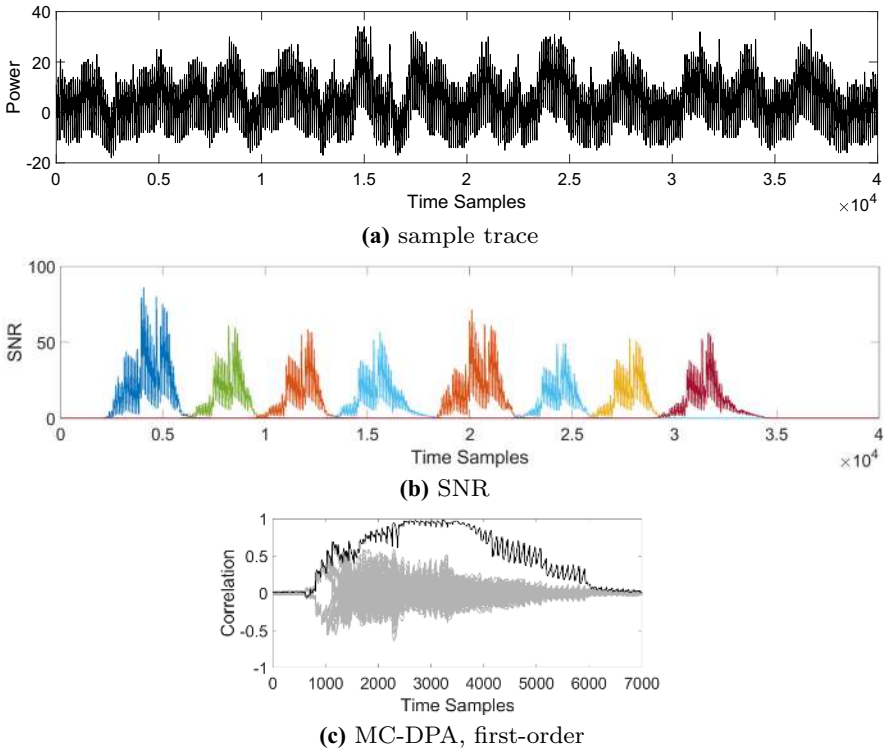 40
20
0
-20
Power
0 0.5 1 1.5 2 2.5 3 3.5 4
Time Samples
×10^4
(a) sample trace
100
50
0
SNR
0 0.5 1 1.5 2 2.5 3 3.5 4
Time Samples
×10^4
(b) SNR
1
0.5
0
-0.5
-1
Correlation
0 1000 2000 3000 4000 5000 6000 7000
Time Samples
(c) MC-DPA, first-order